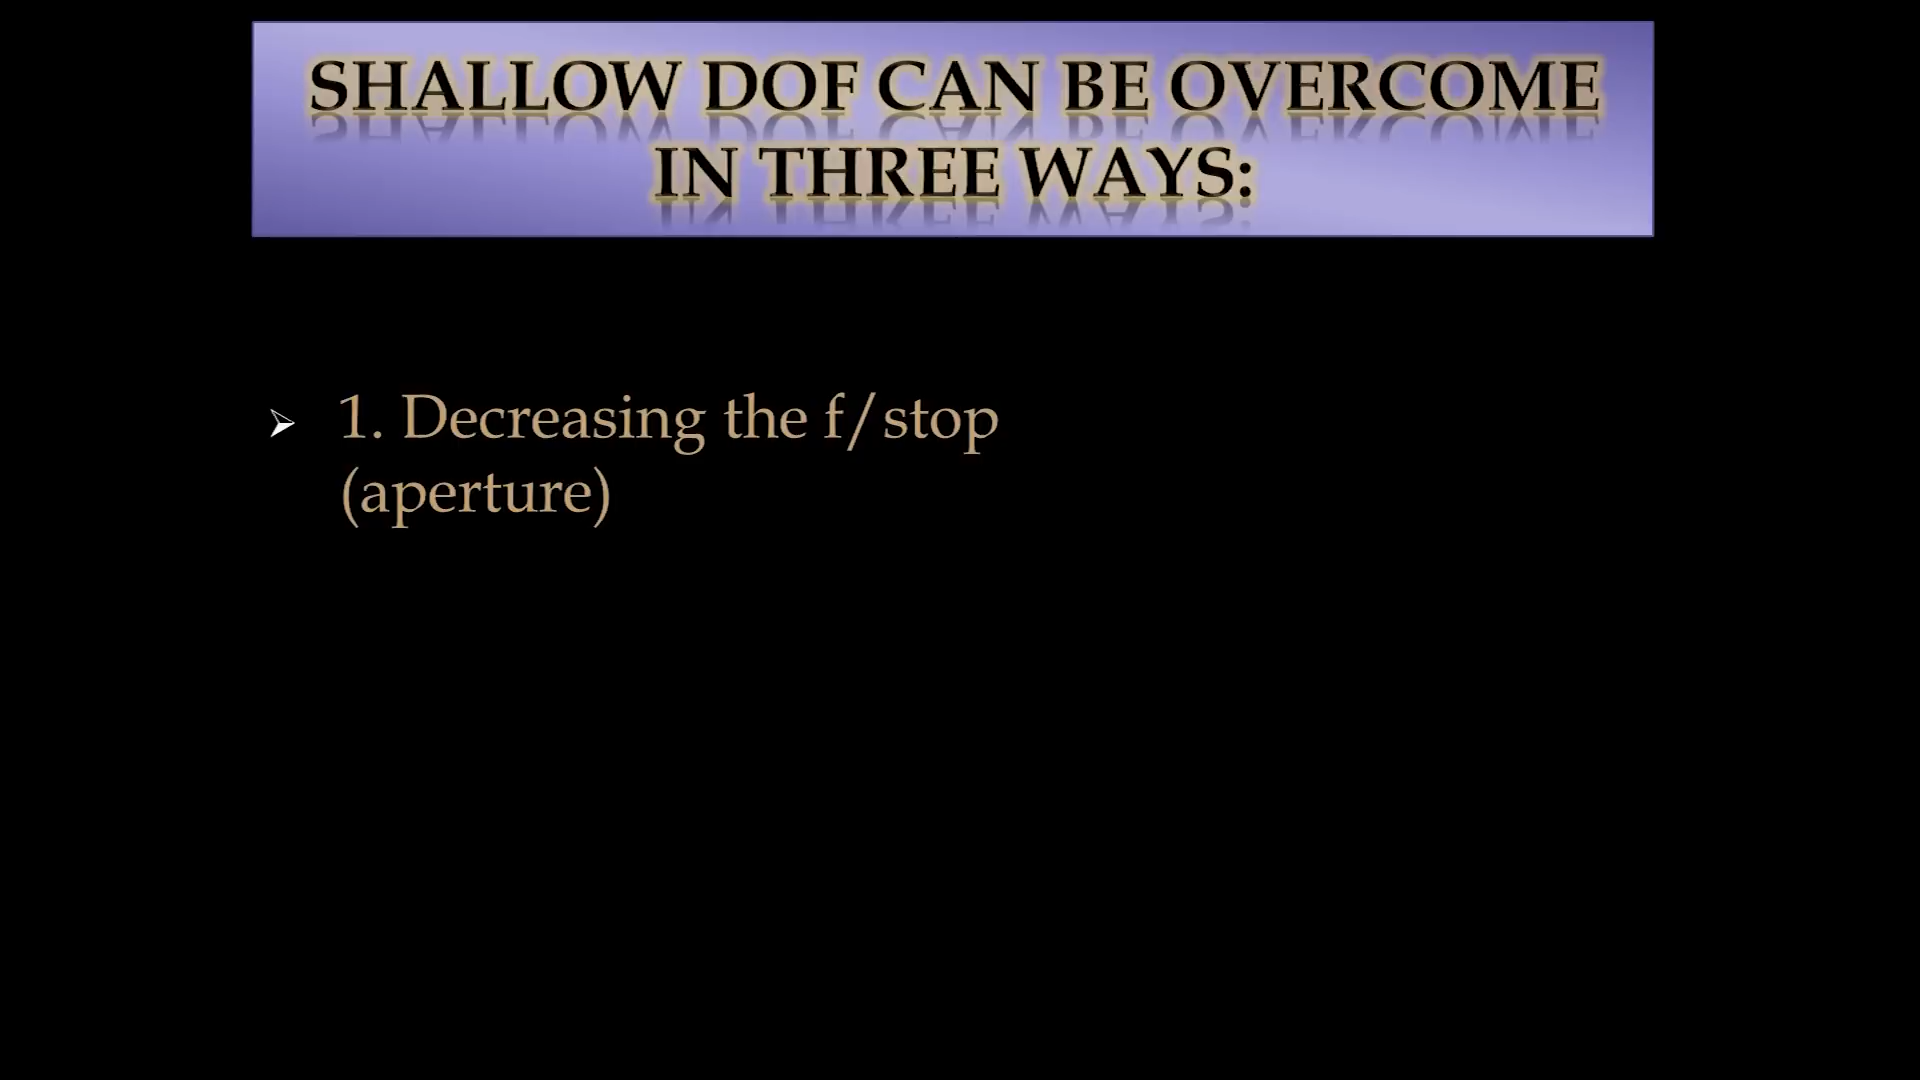 SHALLOW DOF CAN BE OVERCOME
IN THREE WAYS:
1. Decreasing the f/stop
(aperture)